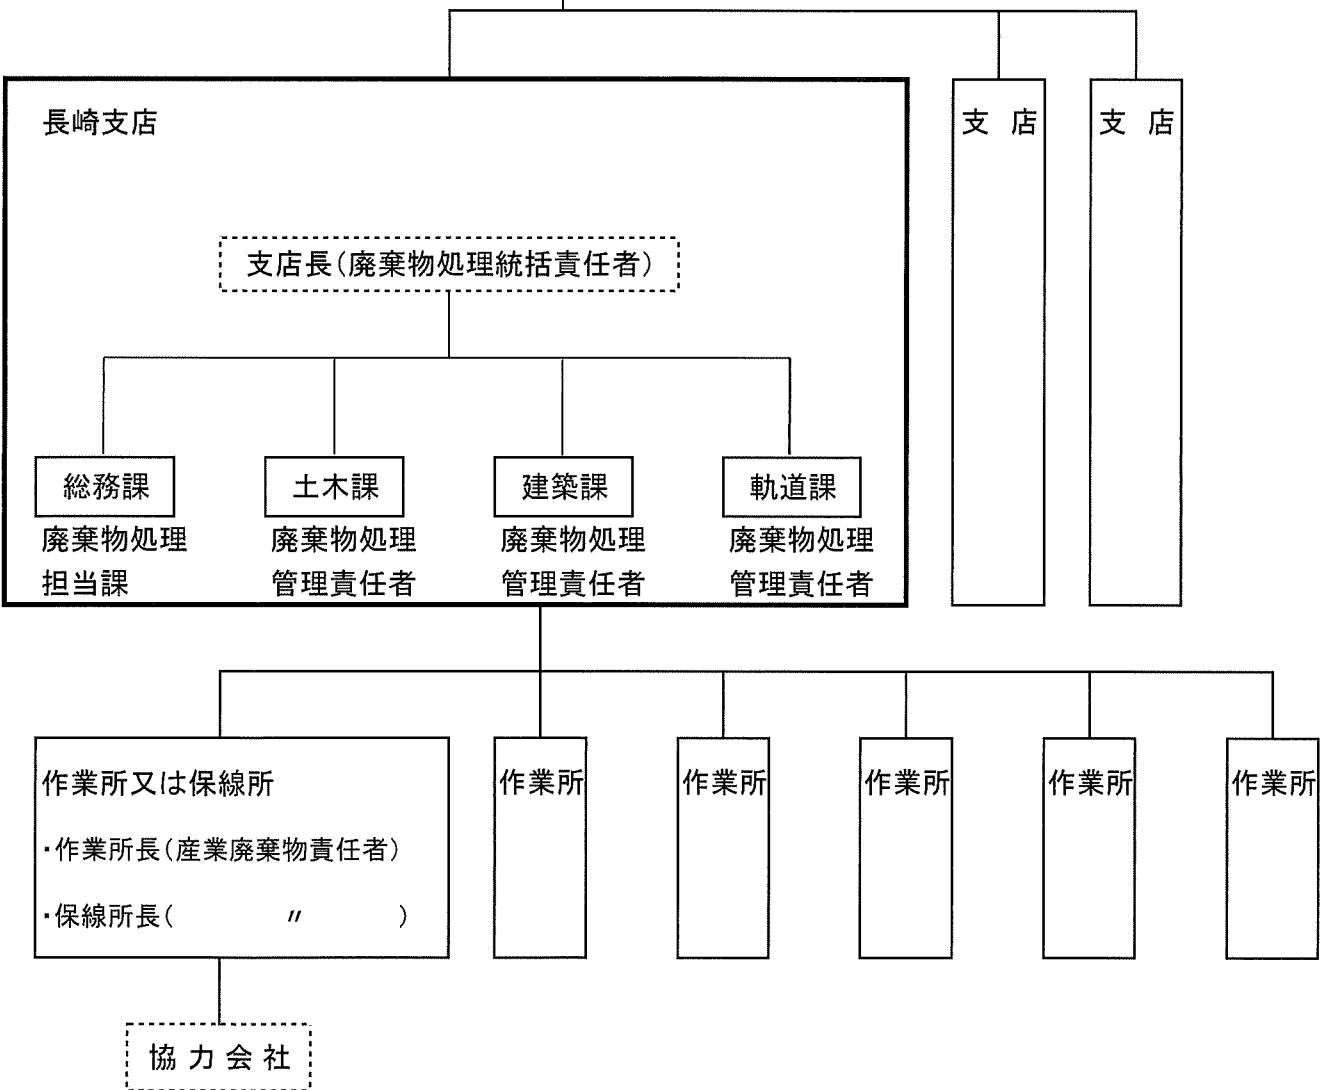 長崎支店
支 店
支 店
支店長(廃棄物処理統括責任者)
総務課
土木課
建築課
軌道課
廃棄物処理
担当課
廃棄物処理
管理責任者
廃棄物処理
管理責任者
廃棄物処理
管理責任者
作業所又は保線所
・作業所長(産業廃棄物責任者)
・保線所長( 〃 )
作業所
作業所
作業所
作業所
作業所
協力会社